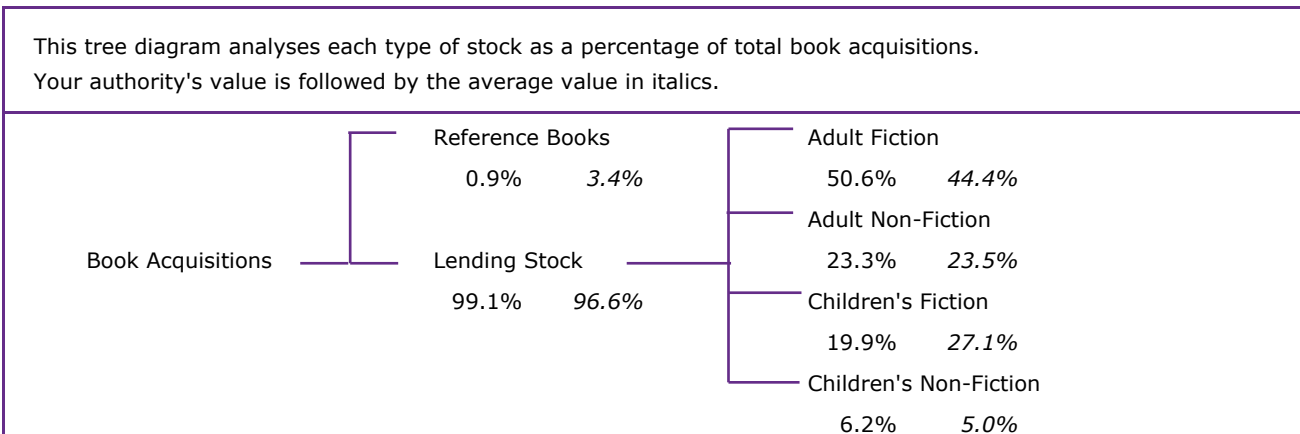 This tree diagram analyses each type of stock as a percentage of total book acquisitions.
Your authority's value is followed by the average value in italics.
Reference Books
0.9% 3.4%
Book Acquisitions
Lending Stock
99.1% 96.6%
Adult Fiction
50.6% 44.4%
Adult Non-Fiction
23.3% 23.5%
Children's Fiction
19.9% 27.1%
Children's Non-Fiction
6.2% 5.0%